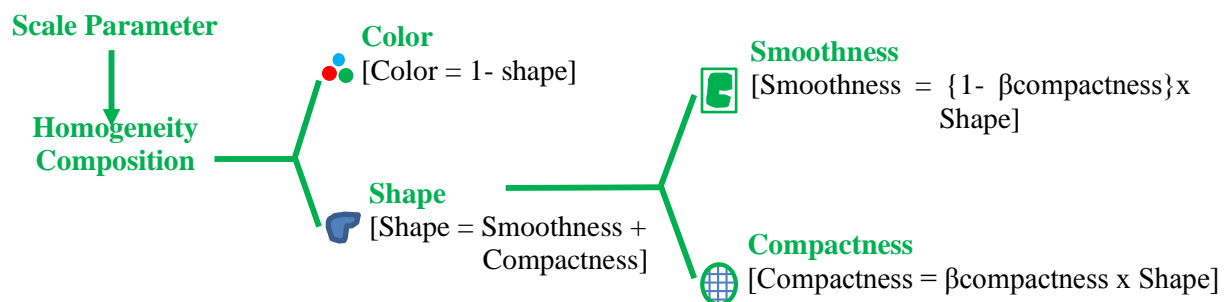 Scale Parameter
Homogeneity
Composition
Color
[Color = 1- shape]
Shape
[Shape = Smoothness +
Compactness]
Smoothness
[Smoothness = {1- βcompactness}x
Shape]
Compactness
[Compactness = βcompactness x Shape]